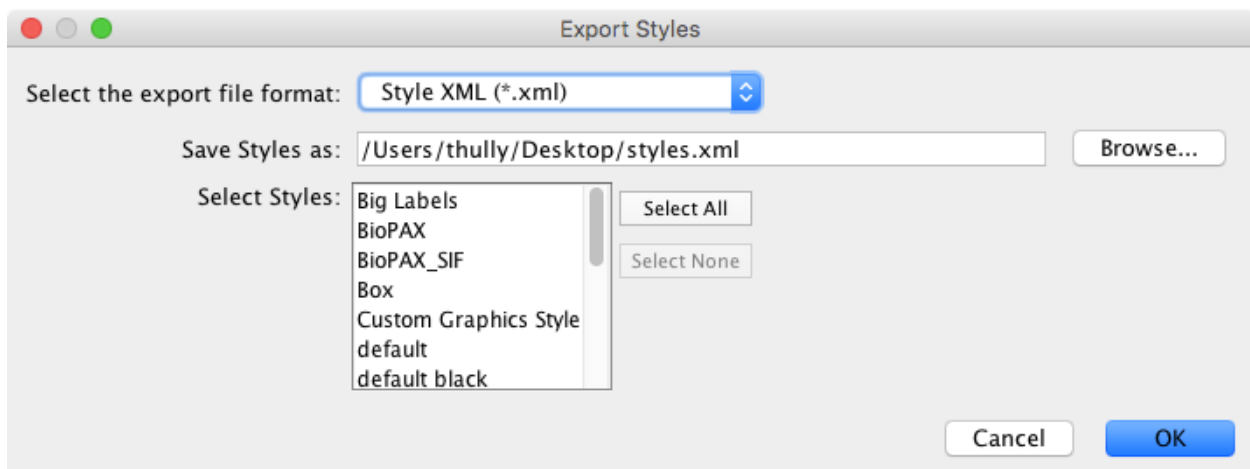 Export Styles
Select the export file format: Style XML (*.xml)
Save Styles as: /Users/thully/Desktop/styles.xml Browse...
Select Styles: Big Labels Select All
BioPAX
BioPAX_SIF Select None
Box
Custom Graphics Style
default
default black
Cancel OK